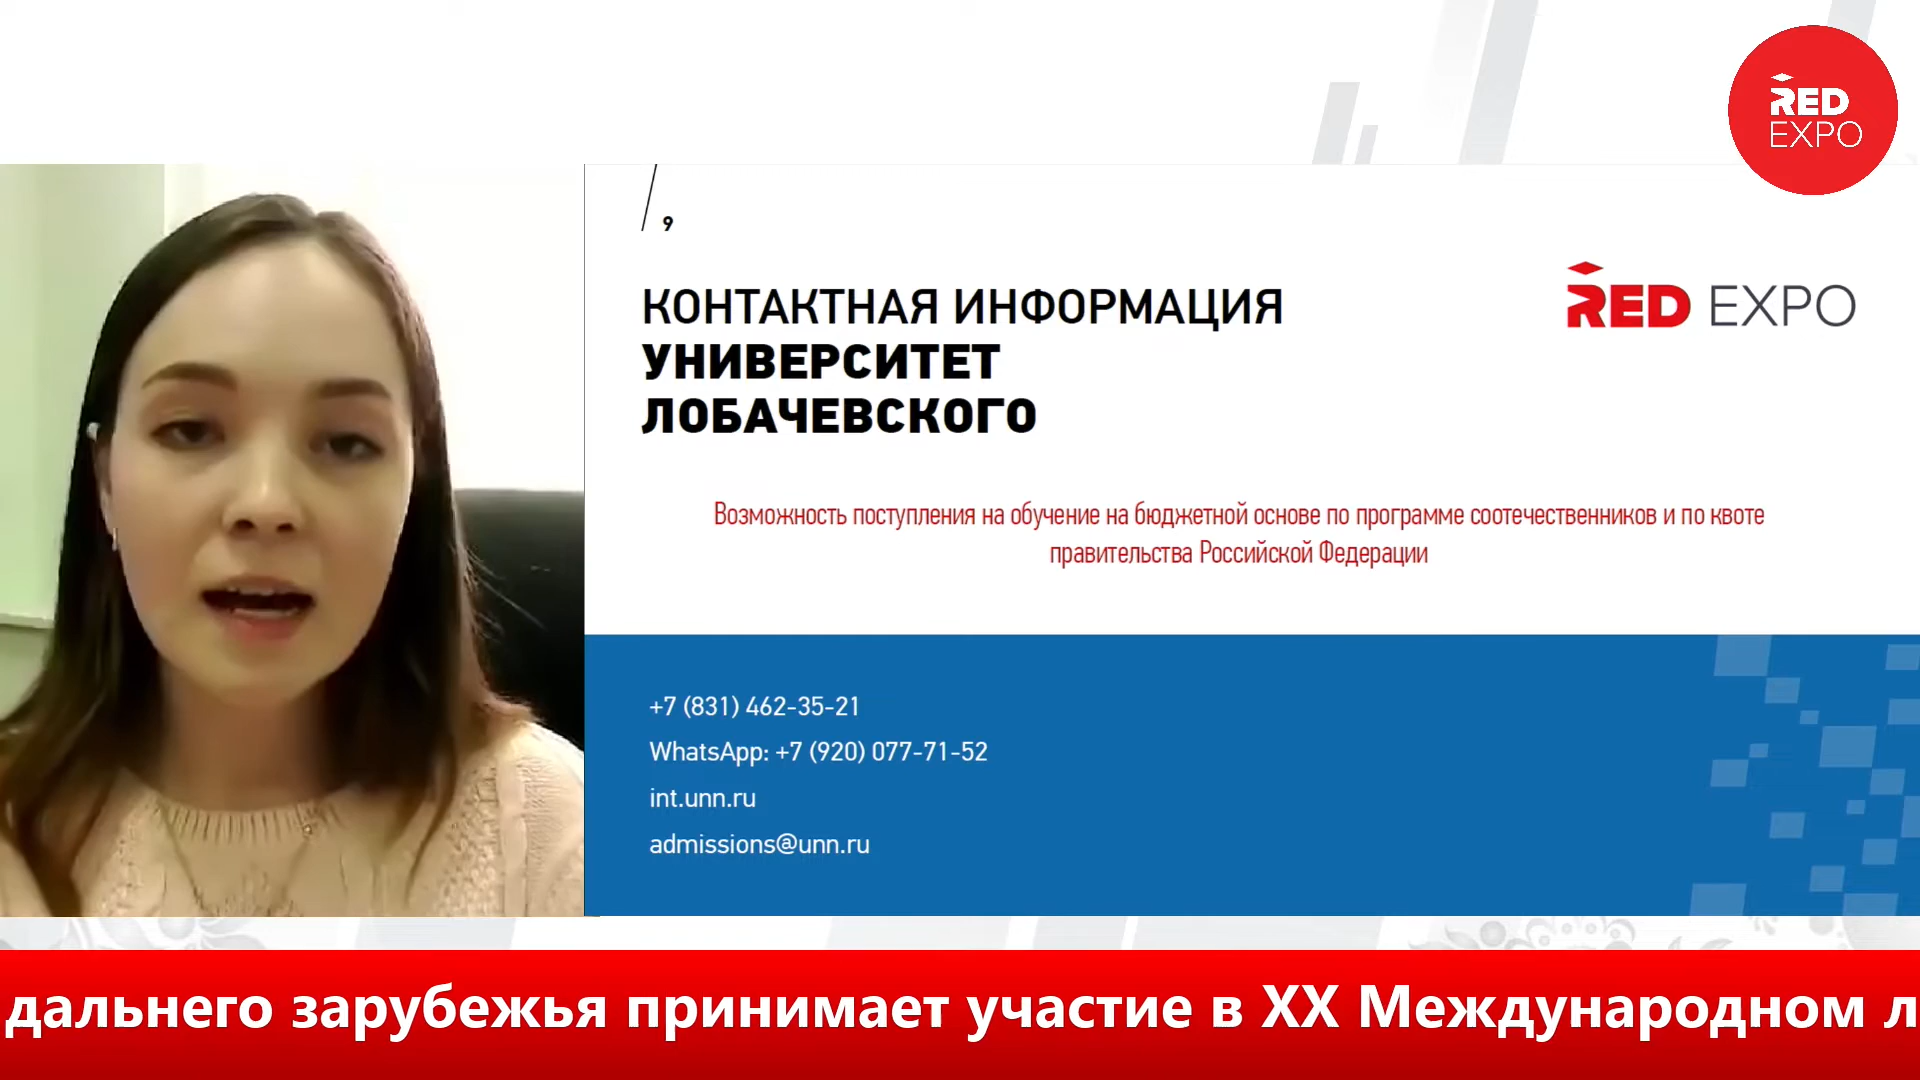 RED
EXPO
9
КОНТАКТНАЯ ИНФОРМАЦИЯ
УНИВЕРСИТЕТ
ЛОБАЧЕВСКОГО
RED EXPO
Возможность поступления на обучение на бюджетной основе по программе соотечественников и по квоте
правительства Российской Федерации
+7 (831) 462-35-21
WhatsApp: +7 (920) 077-71-52
int.unn.ru
admissions@unn.ru
дальнего зарубежья принимает участие в XX Международном л